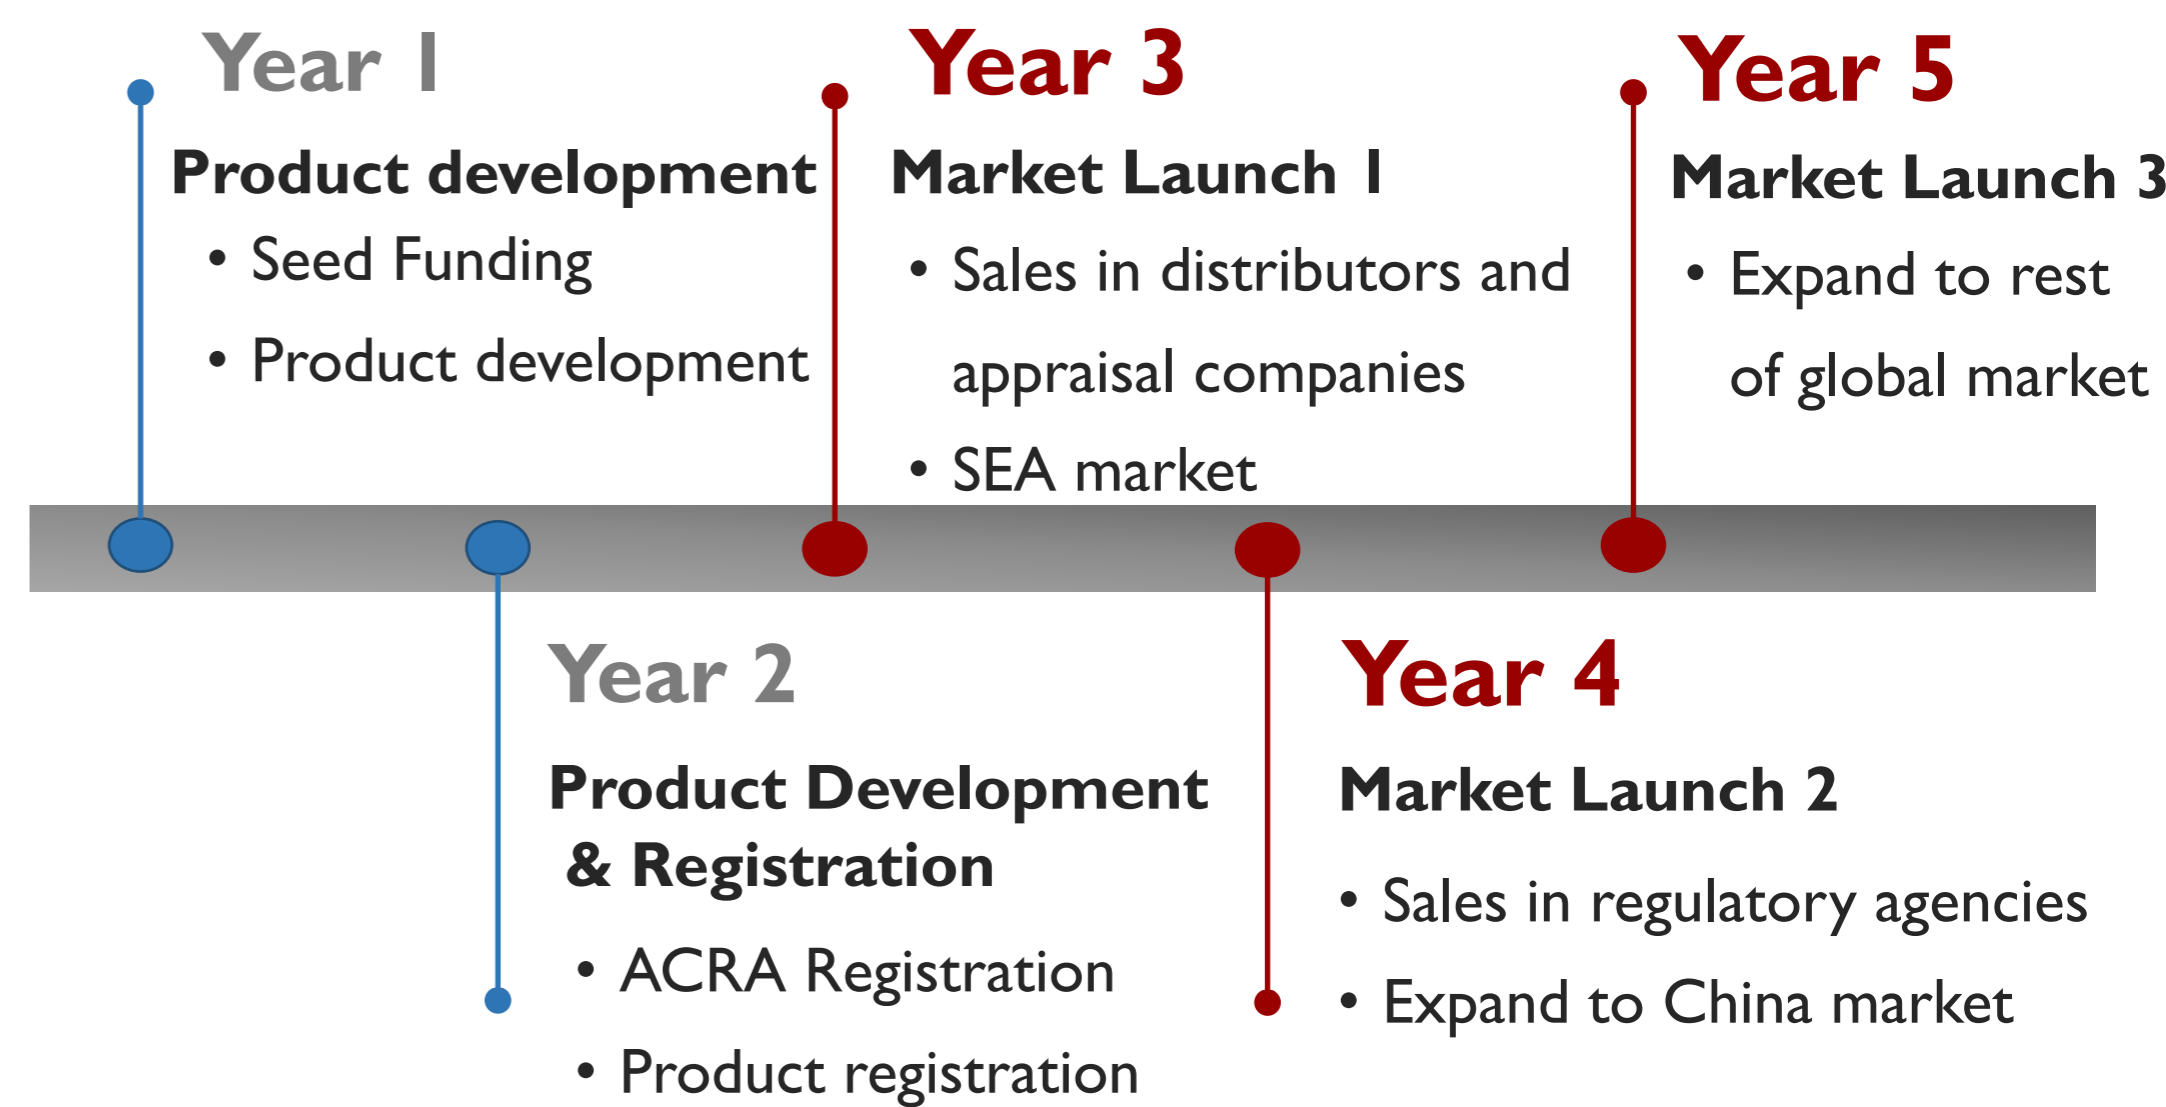 Year 1
Product development
• Seed Funding
• Product development
Year 2
Product Development
& Registration
• ACRA Registration
• Product registration
Year 3
Market Launch 1
• Sales in distributors and
appraisal companies
• SEA market
Year 4
Market Launch 2
• Sales in regulatory agencies
• Expand to China market
Year 5
Market Launch 3
• Expand to rest
of global market